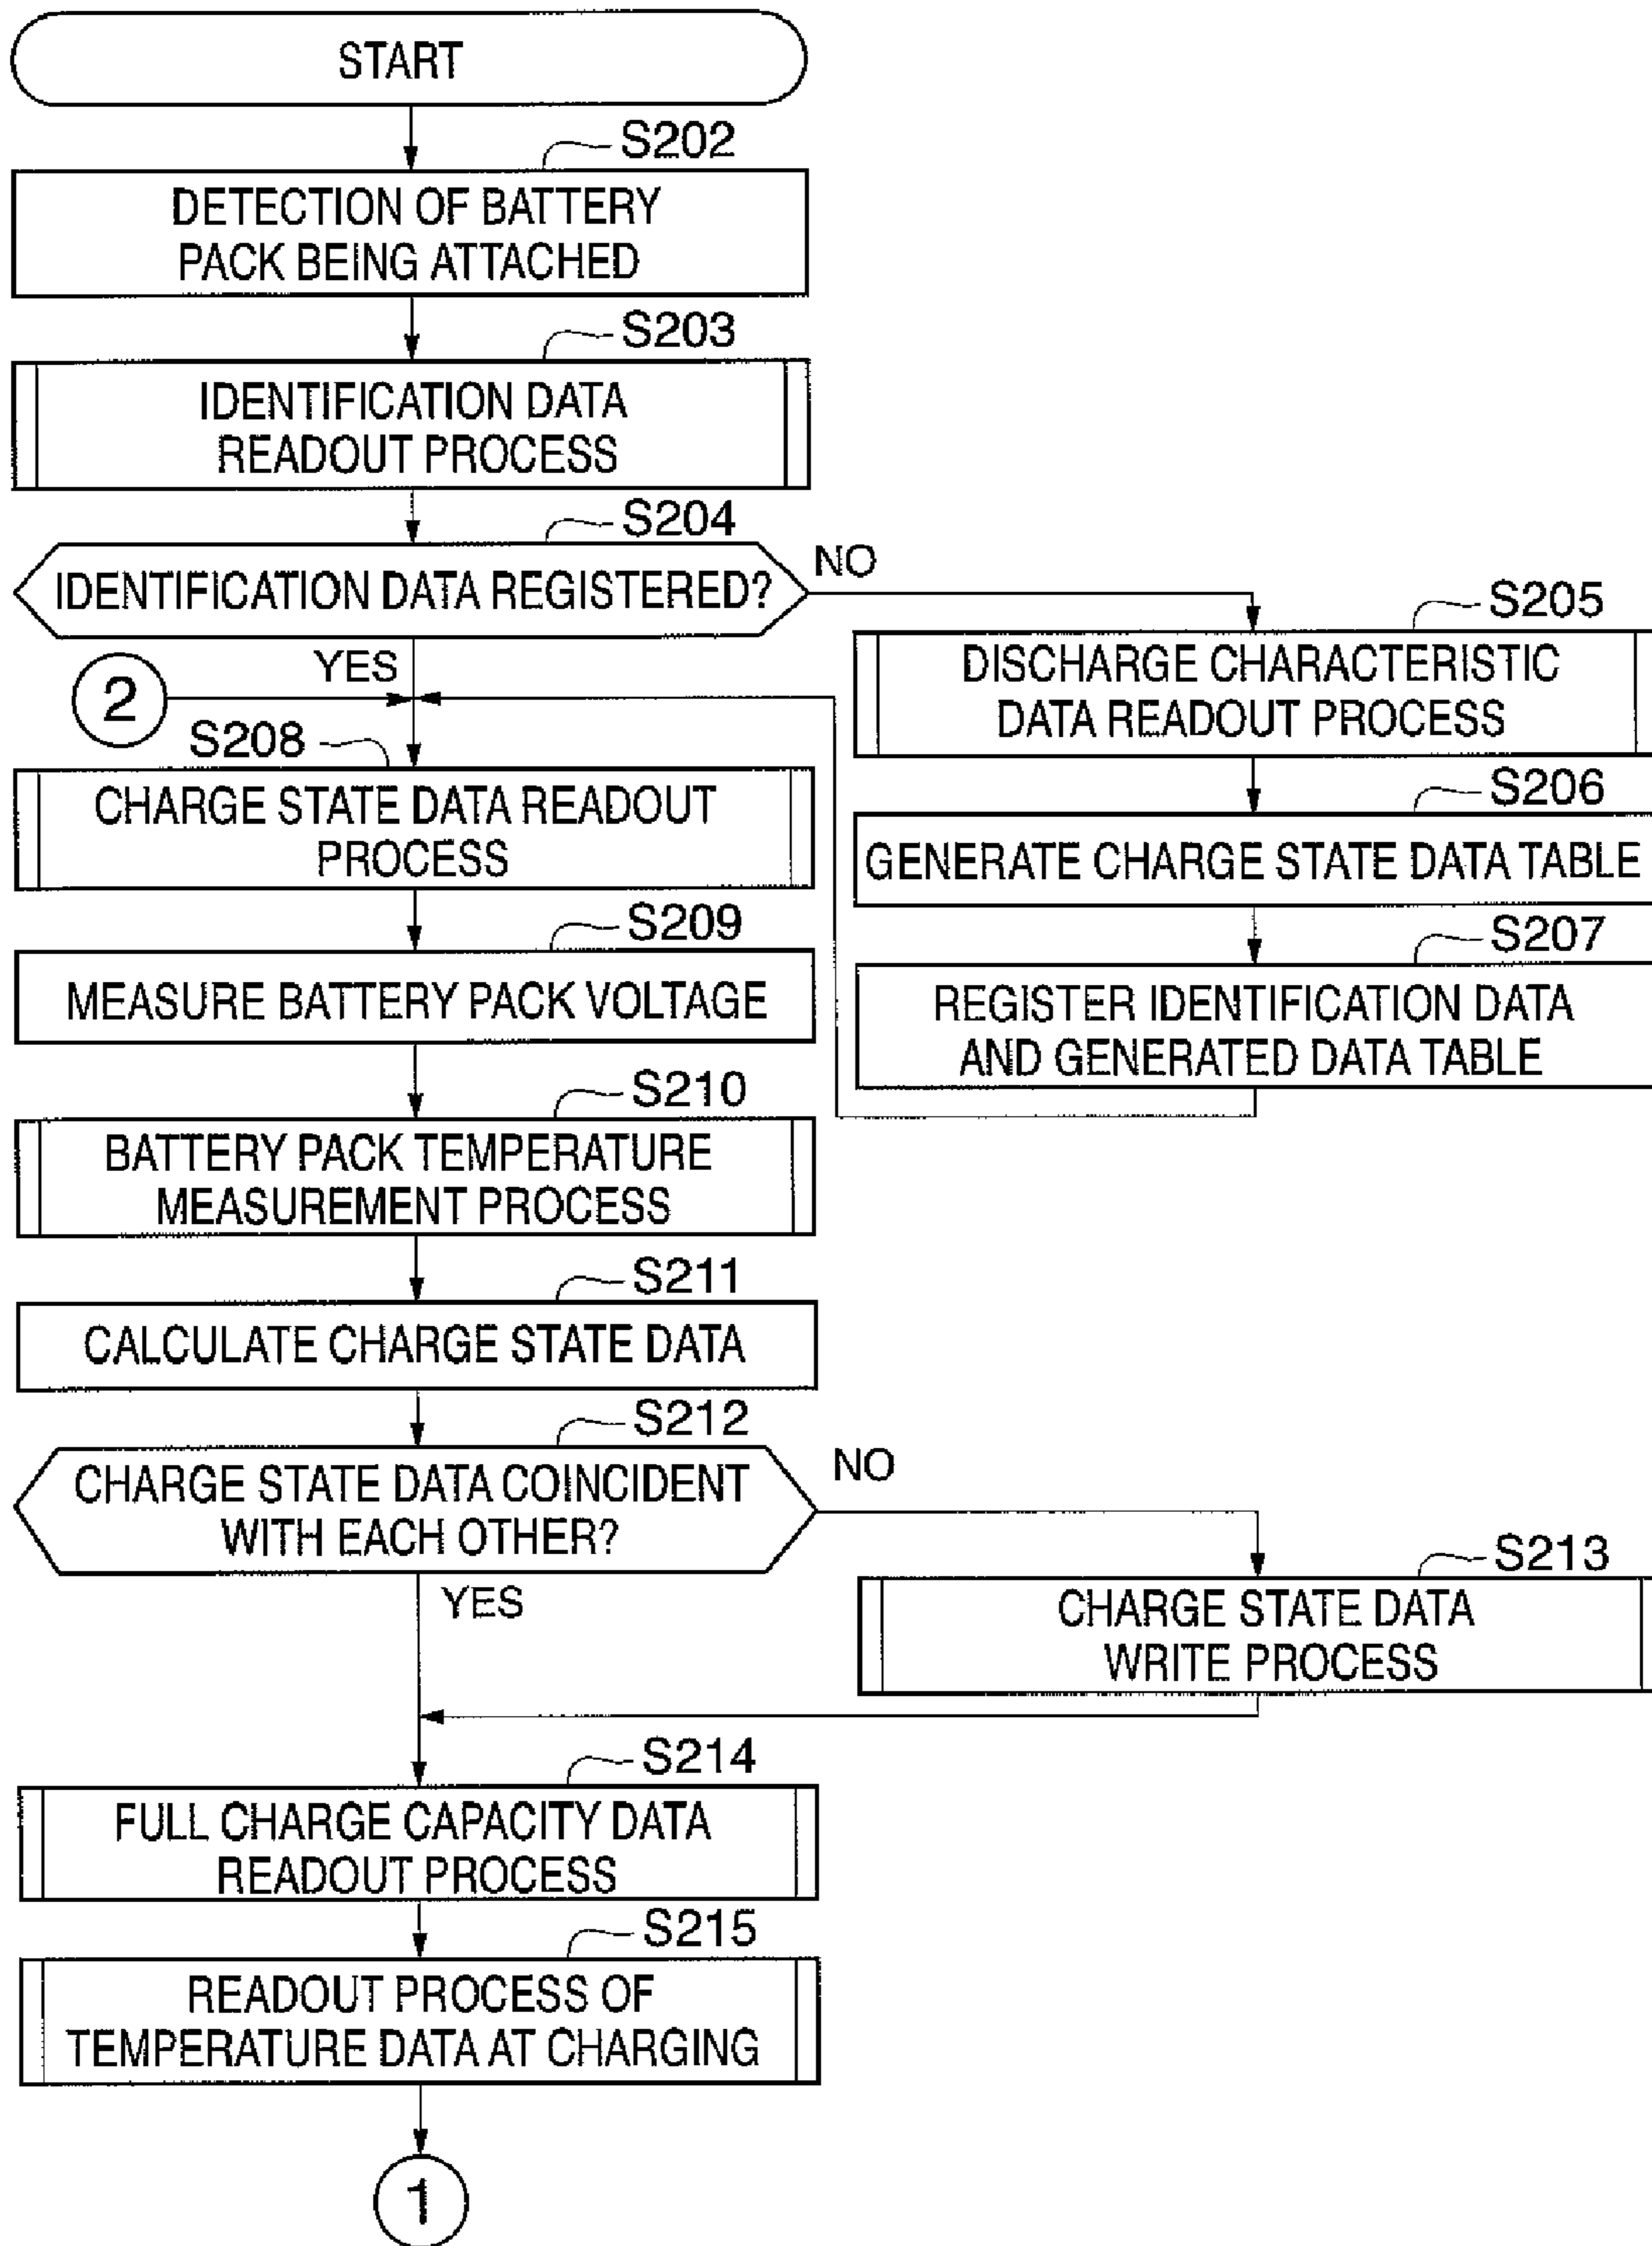 START
S202
DETECTION OF BATTERY
PACK BEING ATTACHED
S203
IDENTIFICATION DATA
READOUT PROCESS
S204
IDENTIFICATION DATA REGISTERED?
NO
YES
2
S205
DISCHARGE CHARACTERISTIC
DATA READOUT PROCESS
S206
GENERATE CHARGE STATE DATA TABLE
S207
REGISTER IDENTIFICATION DATA
AND GENERATED DATA TABLE
S208
CHARGE STATE DATA READOUT
PROCESS
S209
MEASURE BATTERY PACK VOLTAGE
S210
BATTERY PACK TEMPERATURE
MEASUREMENT PROCESS
S211
CALCULATE CHARGE STATE DATA
S212
CHARGE STATE DATA COINCIDENT
WITH EACH OTHER?
NO
YES
S213
CHARGE STATE DATA
WRITE PROCESS
S214
FULL CHARGE CAPACITY DATA
READOUT PROCESS
S215
READOUT PROCESS OF
TEMPERATURE DATA AT CHARGING
1